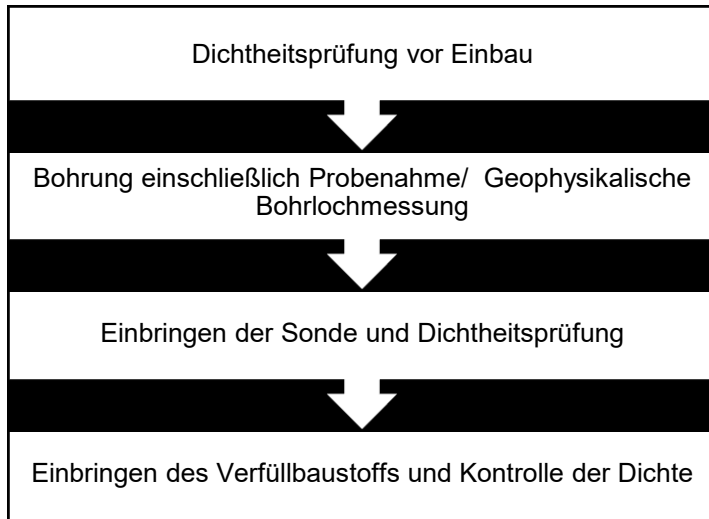 Dichtheitsprüfung vor Einbau
Bohrung einschließlich Probenahme/ Geophysikalische
Bohrlochmessung
Einbringen der Sonde und Dichtheitsprüfung
Einbringen des Verfüllbaustoffs und Kontrolle der Dichte